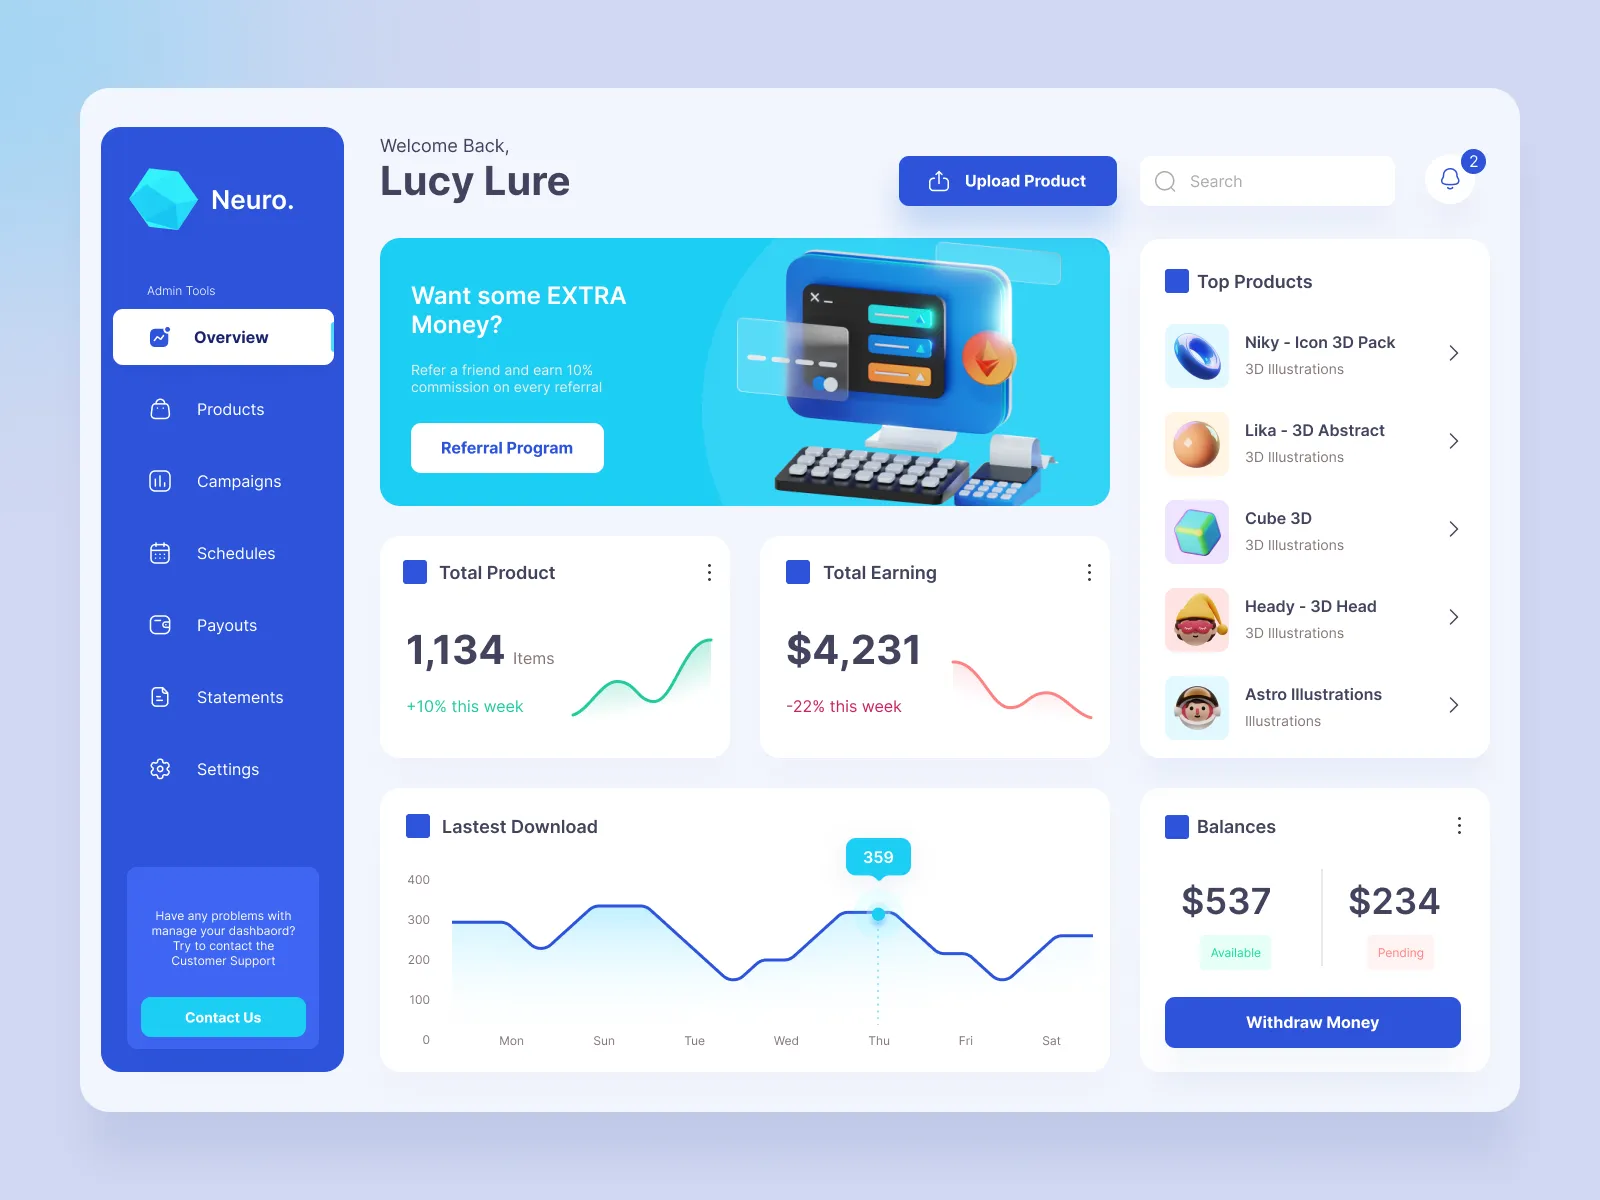 Neuro.
Admin Tools
Overview
Products
Campaigns
Schedules
Payouts
Statements
Settings
Have any problems with
manage your dashbaord?
Try to contact the
Customer Support
Contact Us
Welcome Back,
Lucy Lure
Upload Product
Search
2
Want some EXTRA
Money?
Refer a friend and earn 10%
commission on every referral
Referral Program
Total Product
1,134 Items
+10% this week
Total Earning
$4,231
-22% this week
Top Products
Niky - Icon 3D Pack
3D Illustrations
Lika - 3D Abstract
3D Illustrations
Cube 3D
3D Illustrations
Heady - 3D Head
3D Illustrations
Astro Illustrations
Illustrations
Lastest Download
359
400
300
200
100
0
Mon Sun Tue Wed Thu Fri Sat
Balances
$537
Available
$234
Pending
Withdraw Money